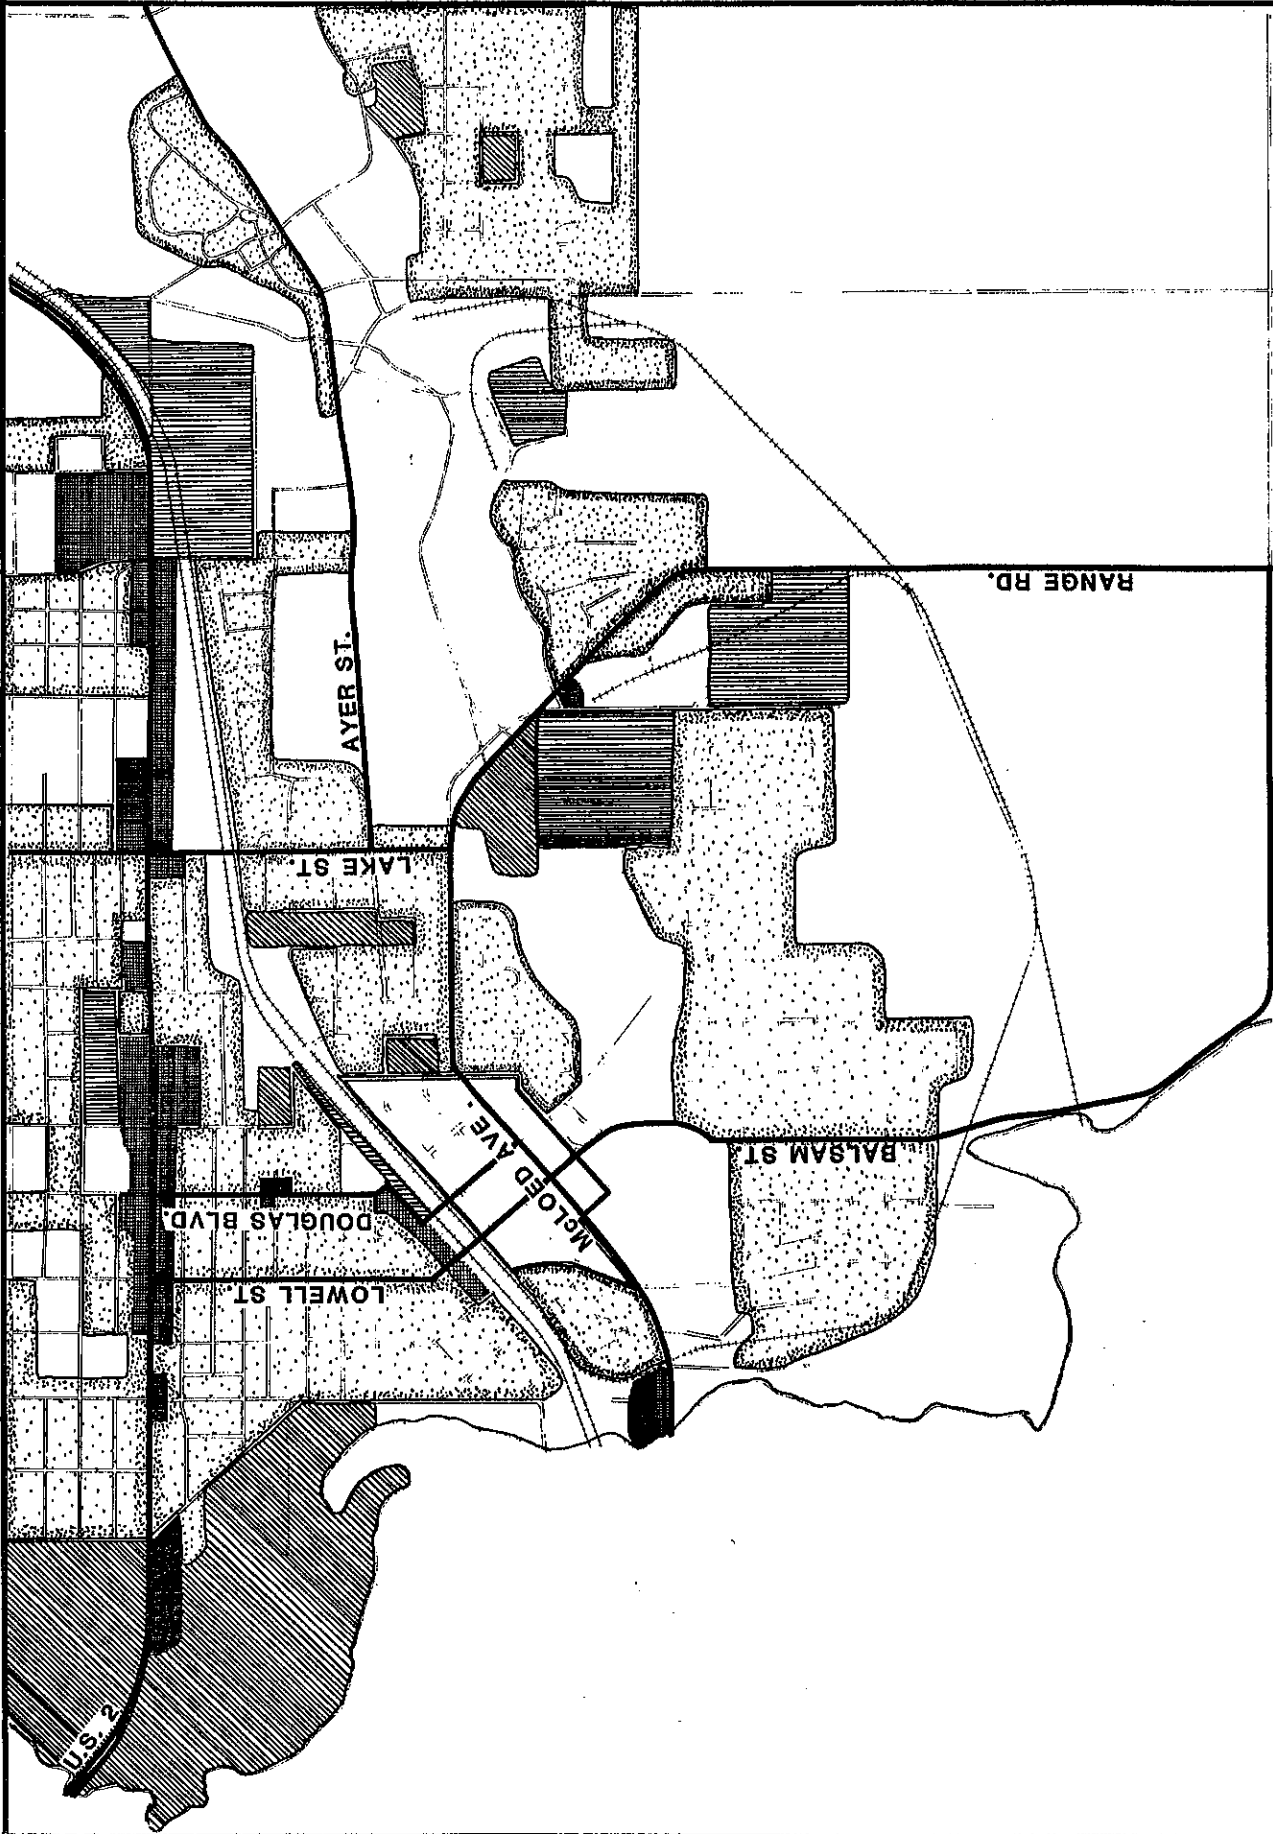 RANGE RD.
AYER ST.
LAKE ST.
McLOED AVE.
BALSAM ST.
DOUGLAS BLVD.
LOWELL ST.
U.S. 2